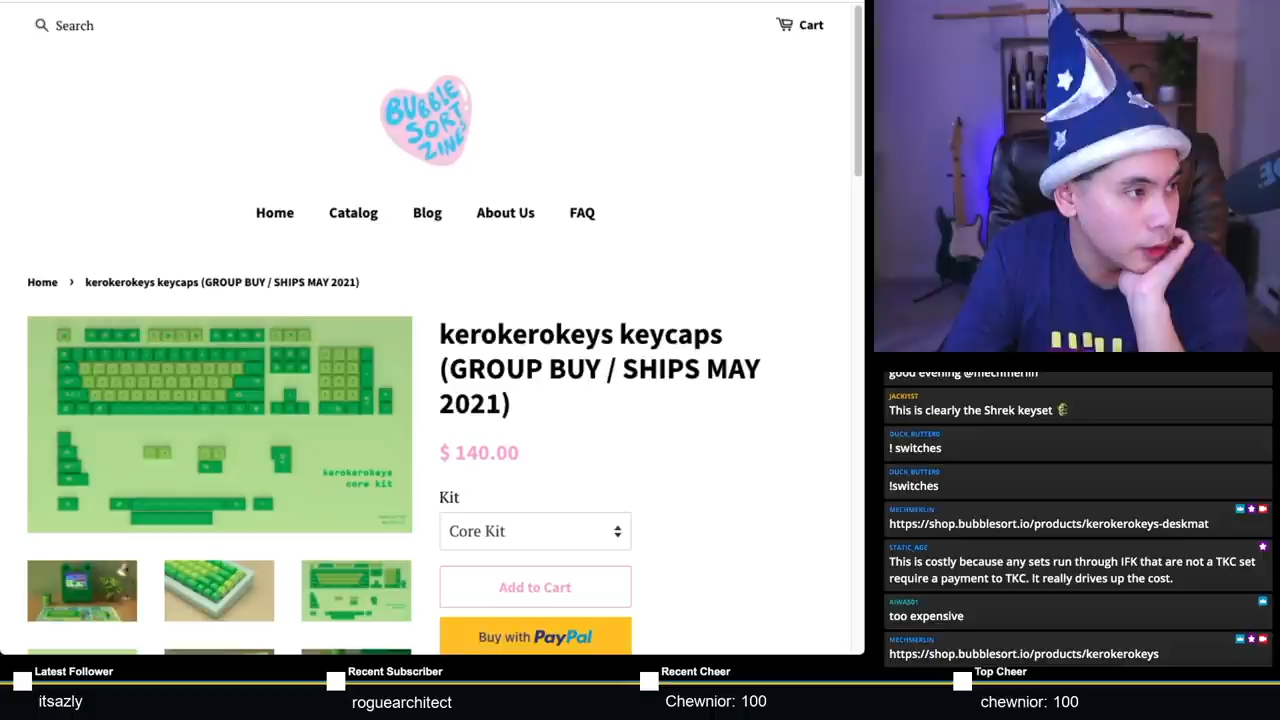 Search
Cart
BUBBLE
SORT
ZINES
Home
Catalog
Blog
About Us
FAQ
Home › kerokerokeys keycaps (GROUP BUY / SHIPS MAY 2021)
kerokerokeys
core kit
kerokerokeys keycaps
(GROUP BUY / SHIPS MAY
2021)
$ 140.00
Kit
Core Kit
Add to Cart
Buy with PayPal
good evening @mechmerlin
JACKI1ST
This is clearly the Shrek keyset
DUCK_BUTTER0
! switches
DUCK_BUTTER0
!switches
MECHMERLIN
https://shop.bubblesort.io/products/kerokerokeys-deskmat
STATIC_AGE
This is costly because any sets run through IFK that are not a TKC set
require a payment to TKC. It really drives up the cost.
AIWAS01
too expensive
MECHMERLIN
https://shop.bubblesort.io/products/kerokerokeys
Latest Follower
itsazly
Recent Subscriber
roguearchitect
Recent Cheer
Chewnior: 100
Top Cheer
chewnior: 100